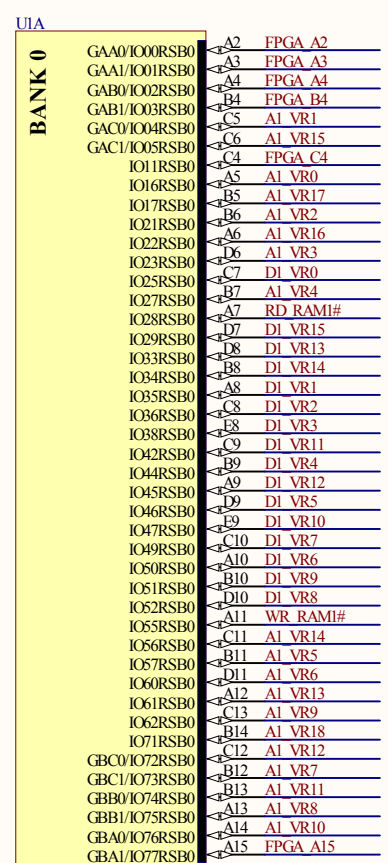 U1A
BANK 0
GAA0/IO00RSB0 A2 FPGA_A2
GAA1/IO01RSB0 A3 FPGA_A3
GAB0/IO02RSB0 A4 FPGA_A4
GAB1/IO03RSB0 B4 FPGA_B4
GAC0/IO04RSB0 C5 A1_VR1
GAC1/IO05RSB0 C6 A1_VR15
IO11RSB0 C4 FPGA_C4
IO16RSB0 A5 A1_VR0
IO17RSB0 B5 A1_VR17
IO21RSB0 B6 A1_VR2
IO22RSB0 A6 A1_VR16
IO23RSB0 D6 A1_VR3
IO25RSB0 C7 D1_VR0
IO27RSB0 B7 A1_VR4
IO28RSB0 A7 RD_RAM1#
IO29RSB0 D7 D1_VR15
IO33RSB0 D8 D1_VR13
IO34RSB0 B8 D1_VR14
IO35RSB0 A8 D1_VR1
IO36RSB0 C8 D1_VR2
IO38RSB0 E8 D1_VR3
IO42RSB0 C9 D1_VR11
IO44RSB0 B9 D1_VR4
IO45RSB0 A9 D1_VR12
IO46RSB0 D9 D1_VR5
IO47RSB0 E9 D1_VR10
IO49RSB0 C10 D1_VR7
IO50RSB0 A10 D1_VR6
IO51RSB0 B10 D1_VR9
IO52RSB0 D10 D1_VR8
IO55RSB0 A11 WR_RAM1#
IO56RSB0 C11 A1_VR14
IO57RSB0 B11 A1_VR5
IO60RSB0 D11 A1_VR6
IO61RSB0 A12 A1_VR13
IO62RSB0 C13 A1_VR9
IO71RSB0 B14 A1_VR18
GBC0/IO72RSB0 C12 A1_VR12
GBC1/IO73RSB0 B12 A1_VR7
GBB0/IO74RSB0 B13 A1_VR11
GBB1/IO75RSB0 A13 A1_VR8
GBA0/IO76RSB0 A14 A1_VR10
GBA1/IO77RSB0 A15 FPGA_A15